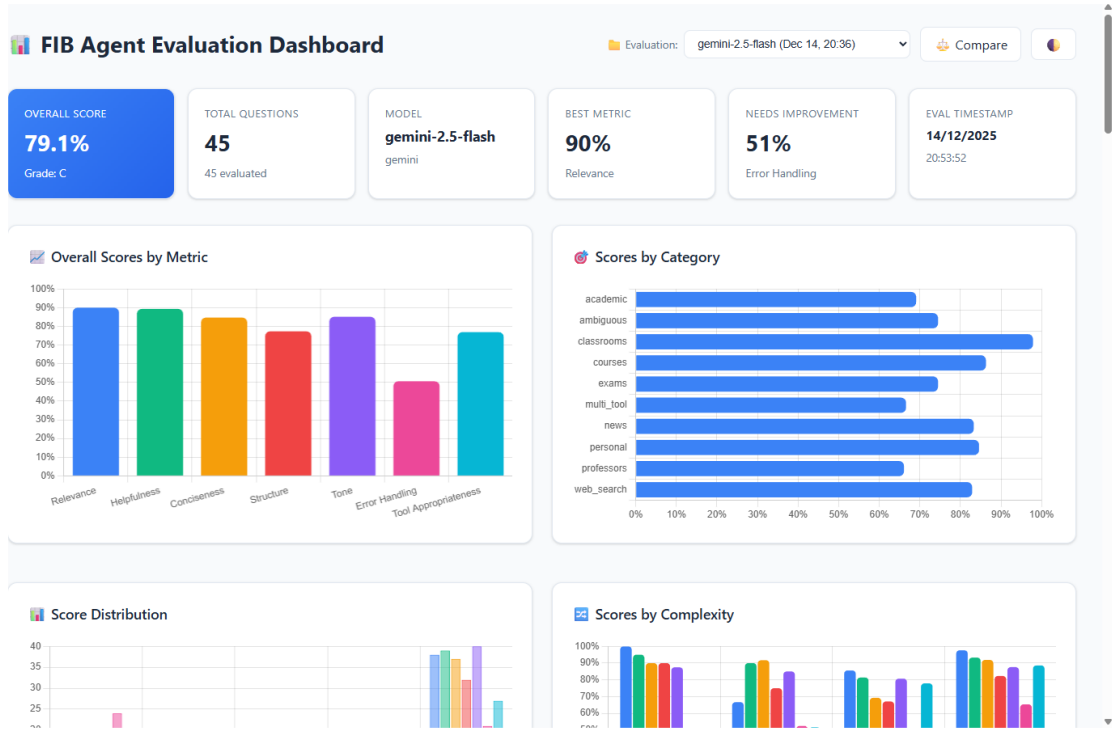 FIB Agent Evaluation Dashboard
Evaluation: gemini-2.5-flash (Dec 14, 20:36) Compare
OVERALL SCORE
79.1%
Grade: C
TOTAL QUESTIONS
45
45 evaluated
MODEL
gemini-2.5-flash
gemini
BEST METRIC
90%
Relevance
NEEDS IMPROVEMENT
51%
Error Handling
EVAL TIMESTAMP
14/12/2025
20:53:52
Overall Scores by Metric
100%
90%
80%
70%
60%
50%
40%
30%
20%
10%
0%
Relevance Helpfulness Conciseness Structure Tone Error Handling Tool Appropriateness
Scores by Category
academic
ambiguous
classrooms
courses
exams
multi_tool
news
personal
professors
web_search
0% 10% 20% 30% 40% 50% 60% 70% 80% 90% 100%
Score Distribution
40
35
30
25
Scores by Complexity
100%
90%
80%
70%
60%